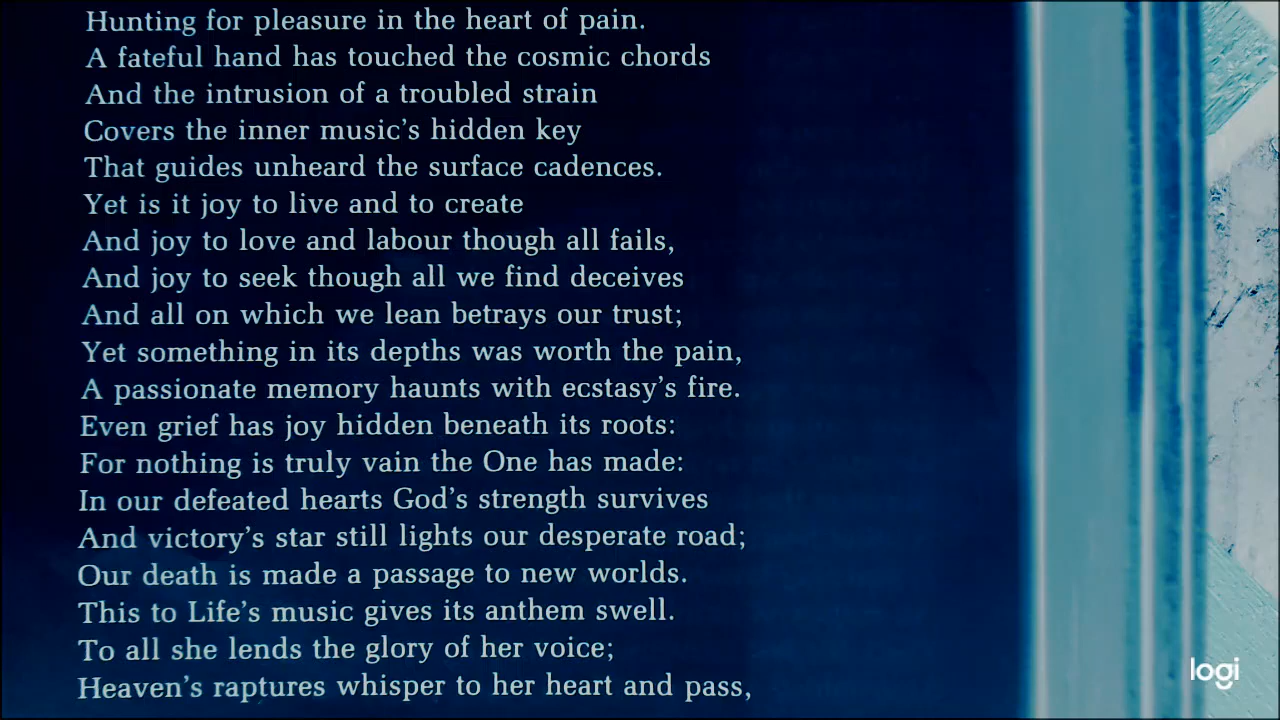 Hunting for pleasure in the heart of pain.
A fateful hand has touched the cosmic chords
And the intrusion of a troubled strain
Covers the inner music’s hidden key
That guides unheard the surface cadences.
Yet is it joy to live and to create
And joy to love and labour though all fails,
And joy to seek though all we find deceives
And all on which we lean betrays our trust;
Yet something in its depths was worth the pain,
A passionate memory haunts with ecstasy’s fire.
Even grief has joy hidden beneath its roots:
For nothing is truly vain the One has made:
In our defeated hearts God’s strength survives
And victory’s star still lights our desperate road;
Our death is made a passage to new worlds.
This to Life’s music gives its anthem swell.
To all she lends the glory of her voice;
Heaven’s raptures whisper to her heart and pass,
logi